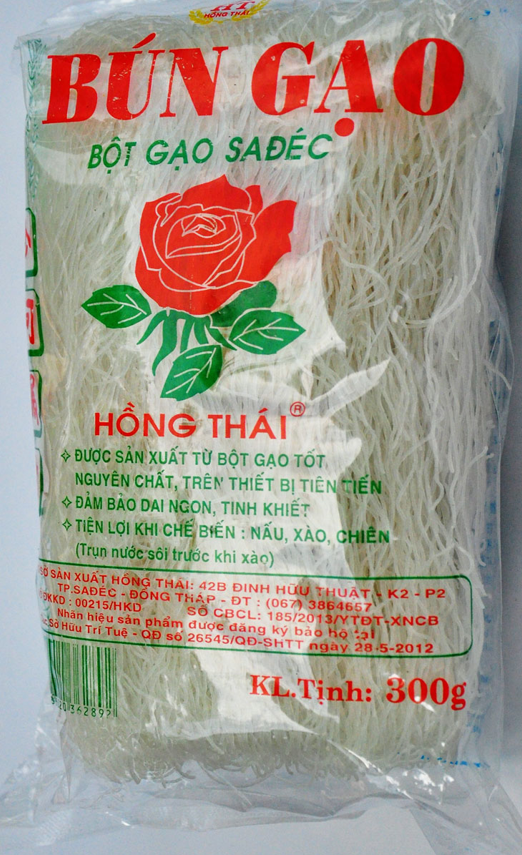 HỒNG THÁI
BÚN GẠO
BỘT GẠO SAĐÉC
HỒNG THÁI ®
✧ ĐƯỢC SẢN XUẤT TỪ BỘT GẠO TỐT
NGUYÊN CHẤT, TRÊN THIẾT BỊ TIÊN TIẾN
✧ ĐẢM BẢO DAI NGON, TINH KHIẾT
✧ TIỆN LỢI KHI CHẾ BIẾN : NẤU, XÀO, CHIÊN
(Trụn nước sôi trước khi xào)
SỞ SẢN XUẤT HỒNG THÁI: 42B ĐINH HỮU THUẬT - K2 - P2
TP.SAĐÉC - ĐỒNG THÁP - ĐT : (067) 3864657
ĐKKD : 00215/HKD SỐ CBCL: 185/2013/YTĐT-XNCB
Nhãn hiệu sản phẩm được đăng ký bảo hộ tại
Sở Hữu Trí Tuệ - QĐ số 26545/QĐ-SHTT ngày 28-5-2012
KL.Tịnh: 300g